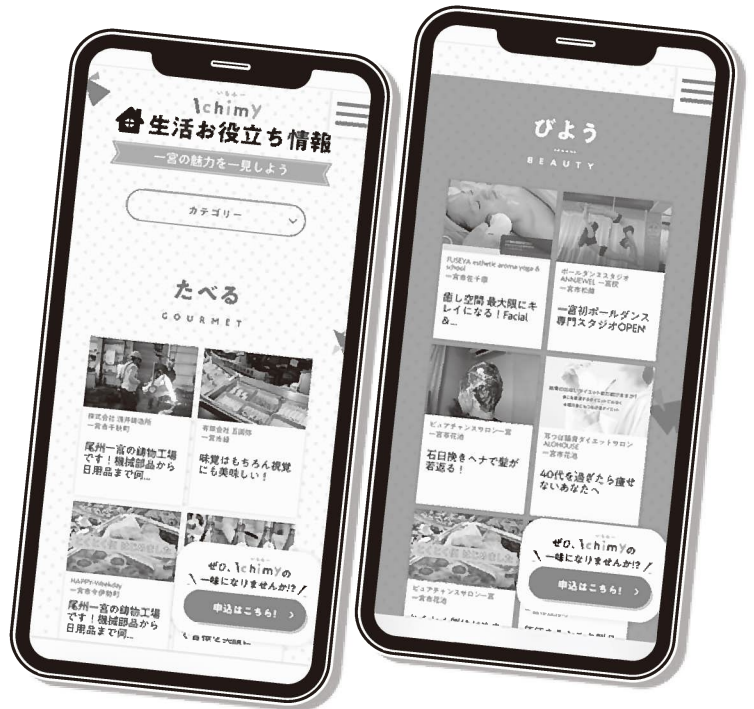 いちみー
ichimy
生活お役立ち情報
一宮の魅力を一見しよう
カテゴリー
たべる
GOURMET
株式会社 浅井鋳造所
一宮市千秋町
尾州一宮の鋳物工場
です！機械部品から
日用品まで何...
有限会社
一宮市緑
味覚はもちろん視覚
にも美味しい！
HAPPY-Weekday
一宮市今伊勢町
尾州一宮の鋳物工場
です！機械部品から
日用品まで何...
ぜひ、ichimyの
一味になりませんか!?
申込はこちら！
びよう
BEAUTY
FUSEYA esthetic aroma yoga &
school
一宮市佐千原
癒し空間 最大限にキ
レイになる！Facial
&...
ポールダンススタジオ
ANNJEWEL 一宮校
一宮市松降
一宮初ポールダンス
専門スタジオOPEN
ピュアチャンスサロン一宮
一宮市花池
石臼挽きヘナで髪が
若返る！
耳つぼ痩身ダイエットサロン
ALOHOUSE
一宮市花池
40代を過ぎたら痩せ
ないあなたへ
ピュアチャンスサロン一宮
一宮市花池
ぜひ、ichimyの
一味になりませんか!?
申込はこちら！